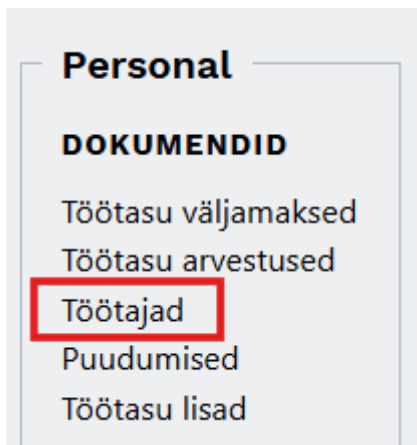 Personal
DOKUMENDID
Töötasu väljamaksed
Töötasu arvestused
Töötajad
Puudumised
Töötasu lisad